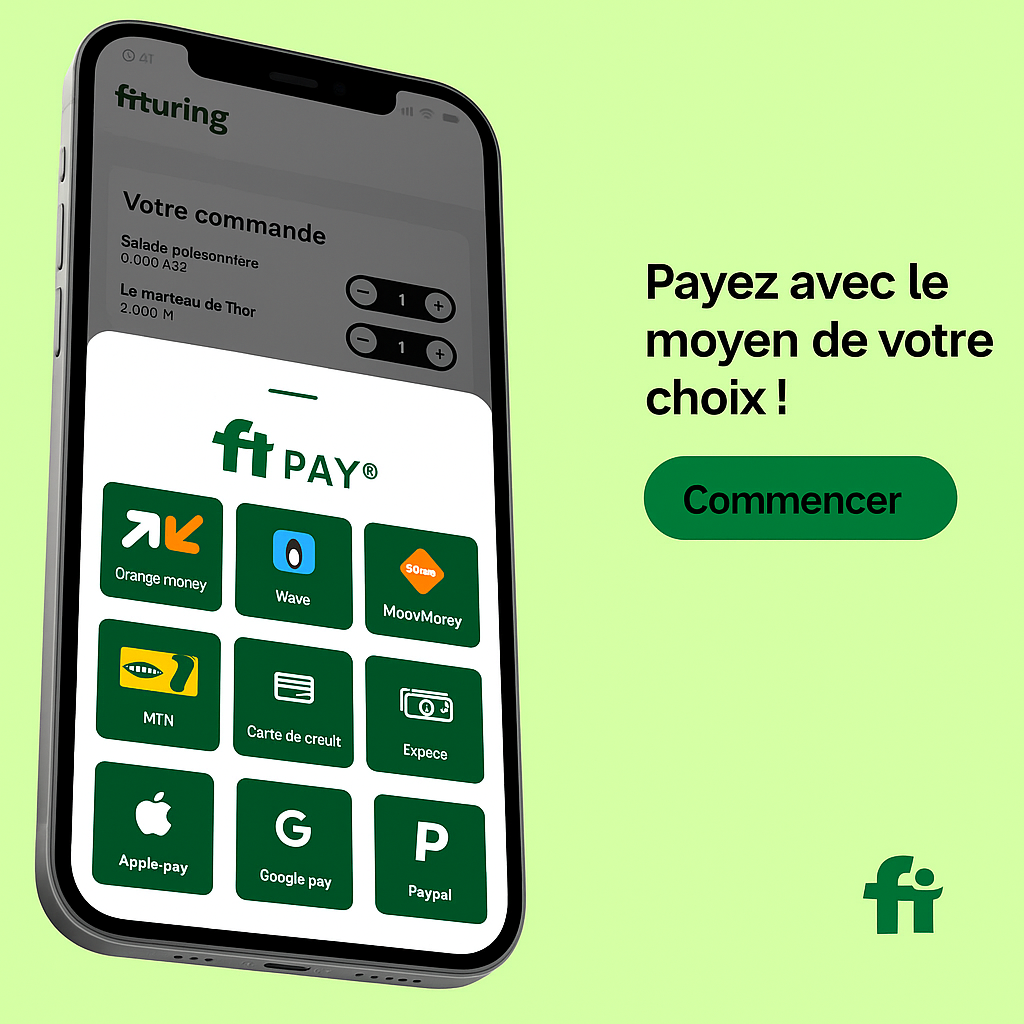 4T
fituring
Votre commande
Salade polesonntère
0.000 A32
Le marteau de Thor
2.000 M
− 1 +
− 1 +
ft PAY®
Orange money
Wave
MoovMorey
MTN
Carte de creult
Expece
Apple-pay
G
Google pay
P
Paypal
Payez avec le
moyen de votre
choix !
Commencer
fi